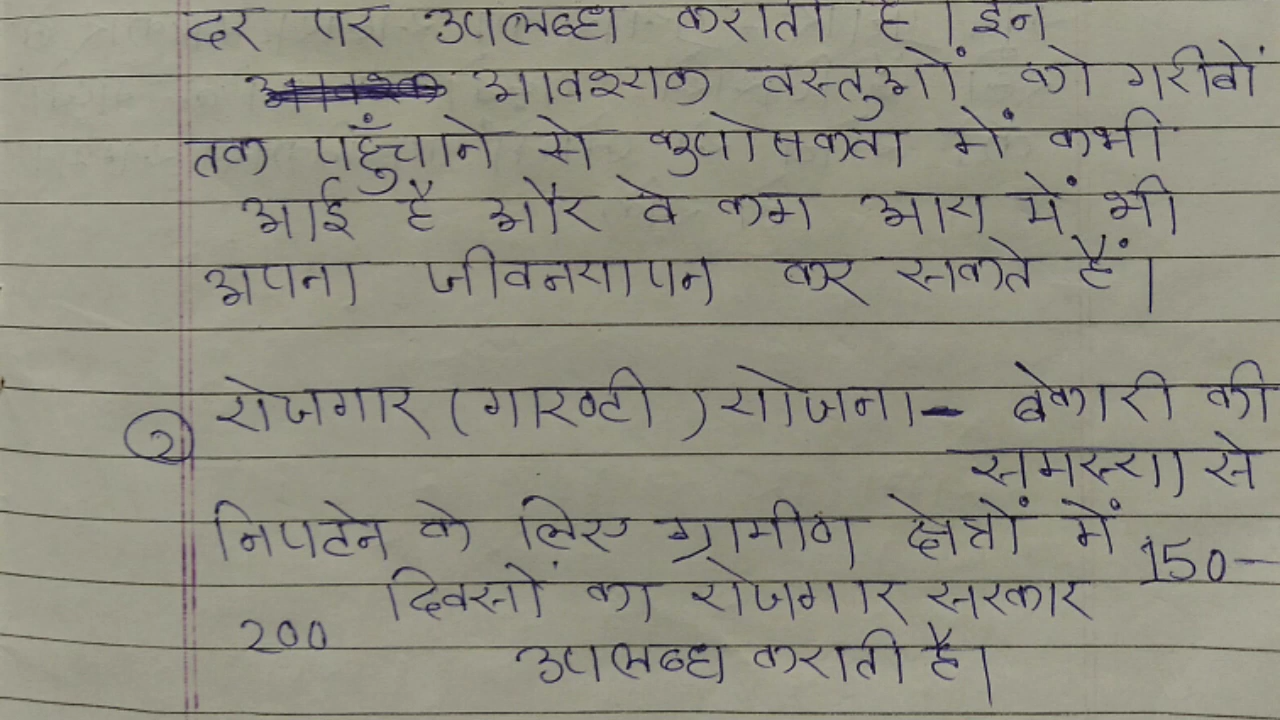 दर पर उपलब्ध कराती है। इन
आवश्यक वस्तुओं को गरीबों
तक पहुँचाने से कुपोषकता में कमी
आई है और वे कम आय में भी
अपना जीवनयापन कर सकते हैं।
② रोजगार (गारण्टी) योजना - बेकारी की
समस्या से
निपटने के लिए ग्रामीण क्षेत्रों में 150-
200 दिवसों का रोजगार सरकार
उपलब्ध कराती है।